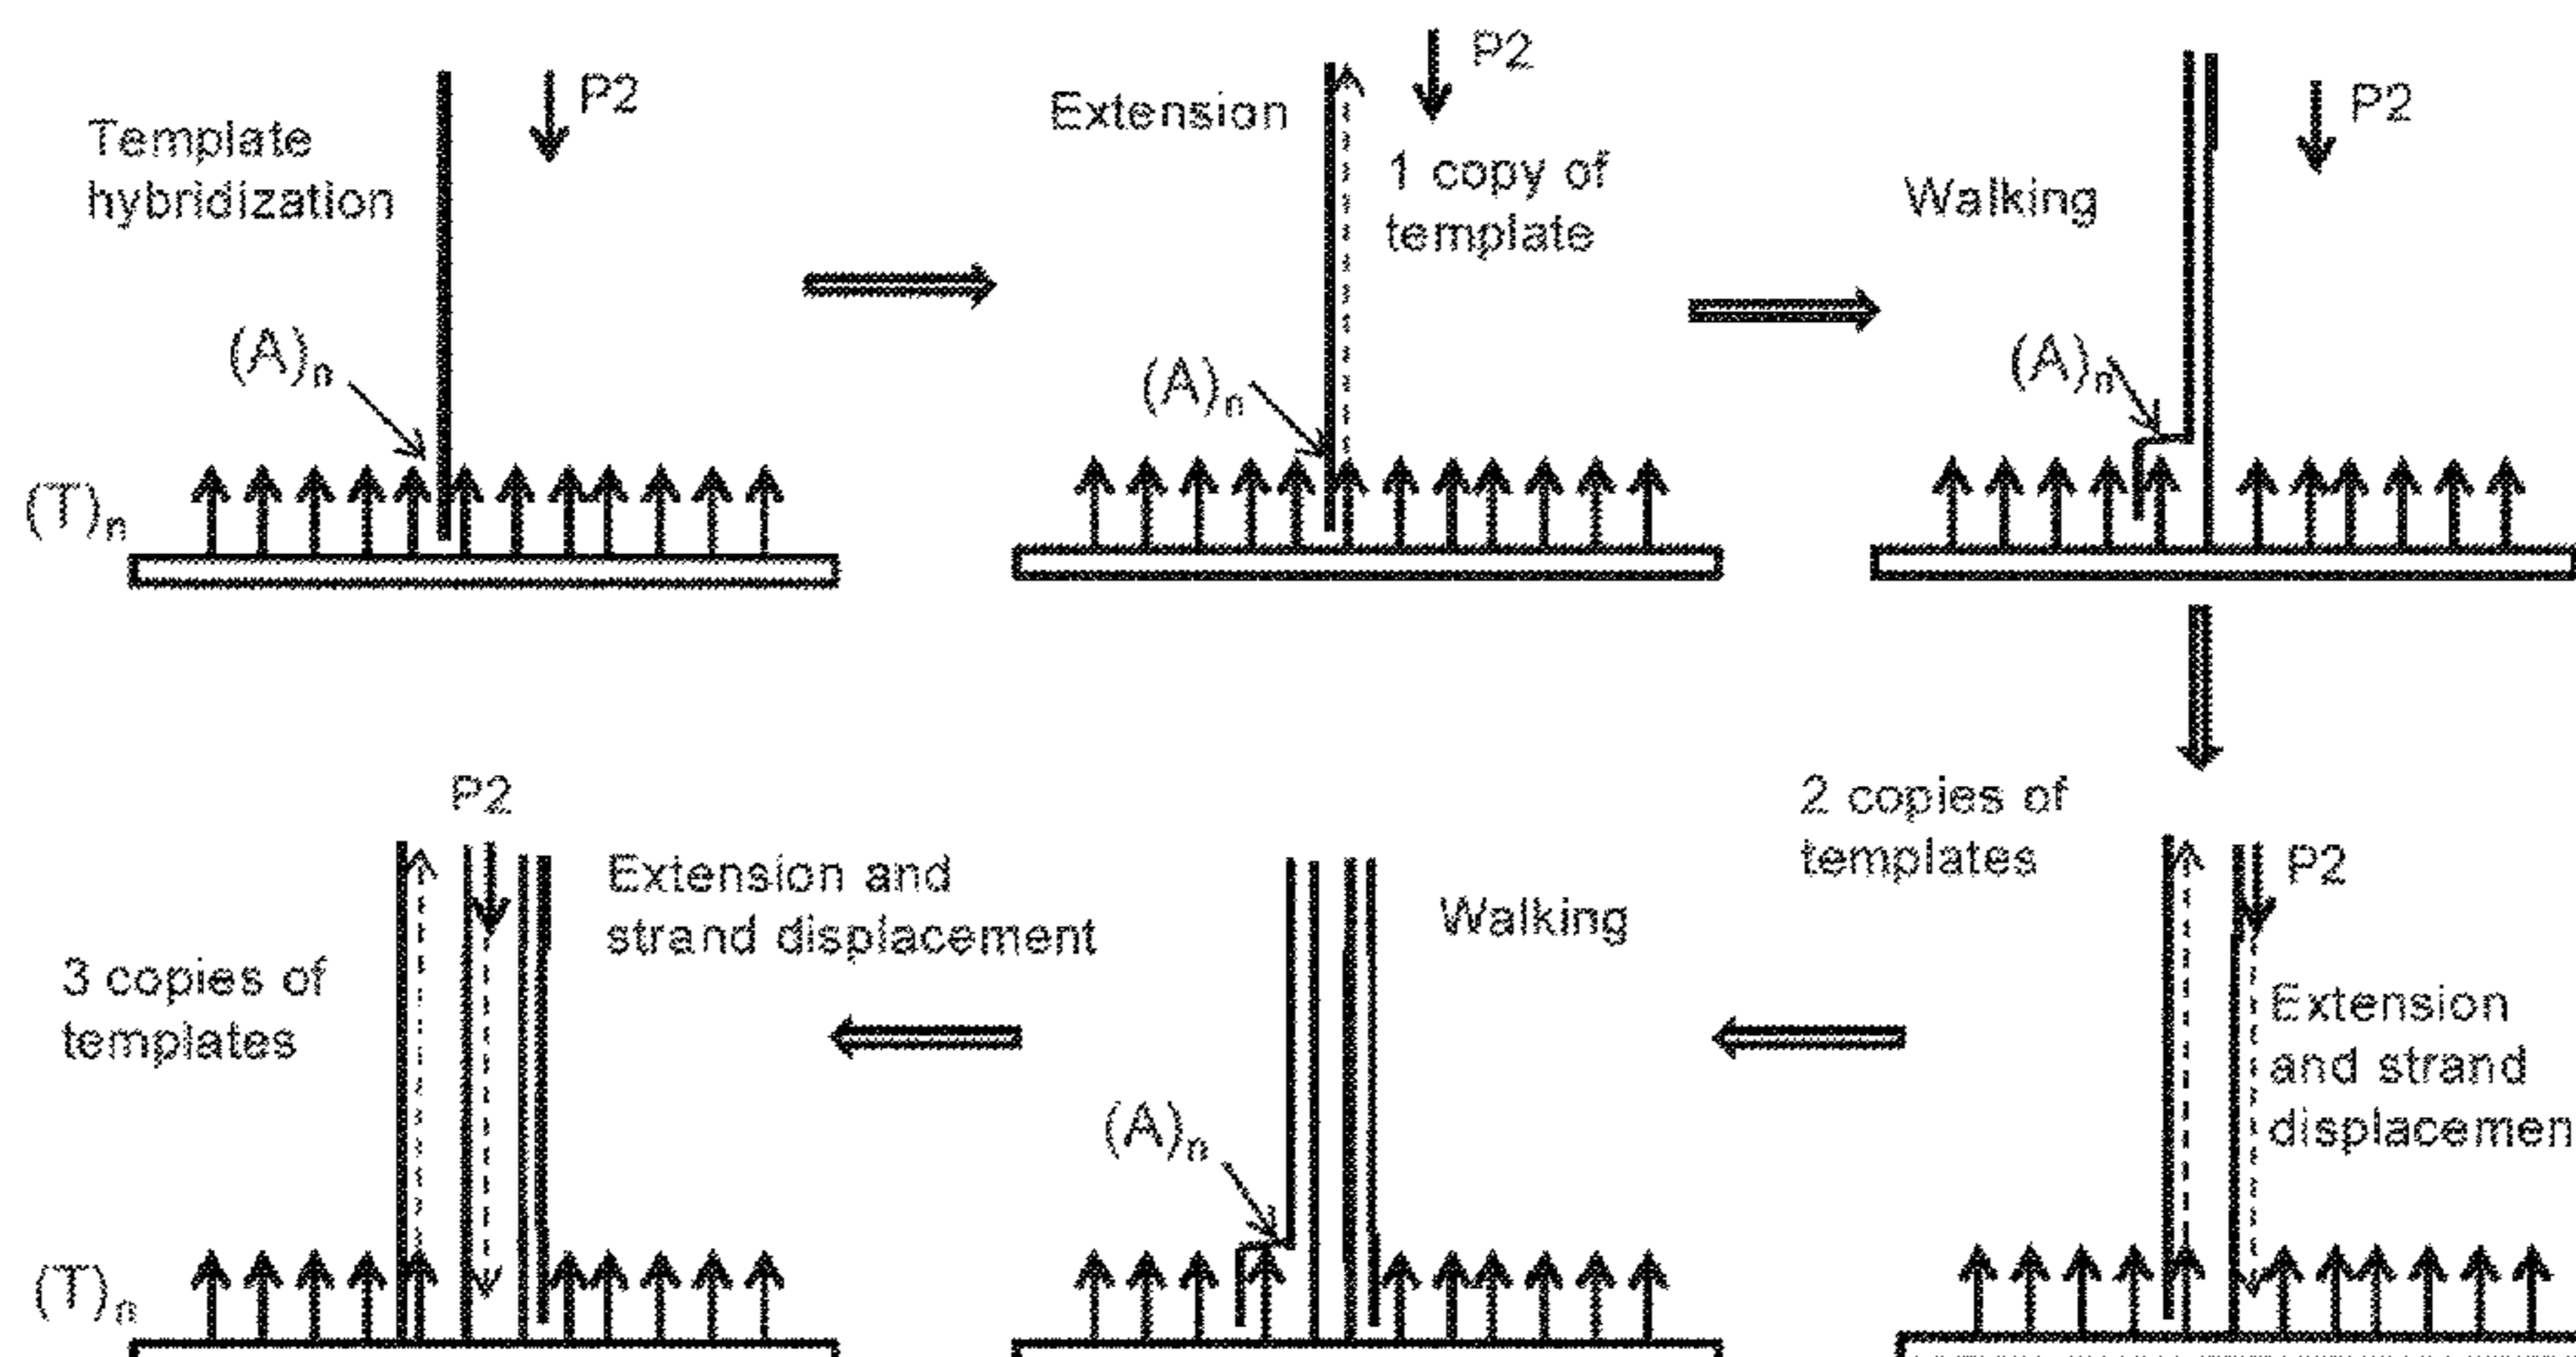 Template
hybridization
P2
(A)n
(T)n
Extension
P2
1 copy of
template
(A)n
Walking
P2
(A)n
2 copies of
templates
P2
Extension
and strand
displacemen
Walking
(A)n
P2
Extension and
strand displacement
3 copies of
templates
(T)n